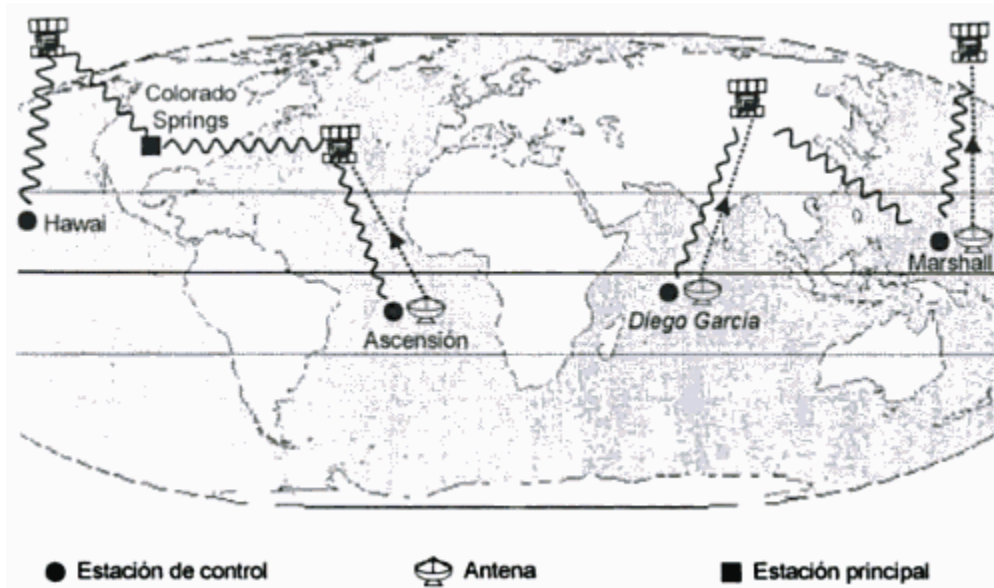 Colorado
Springs
Hawai
Ascensión
Diego García
Marshall
Estación de control
Antena
Estación principal